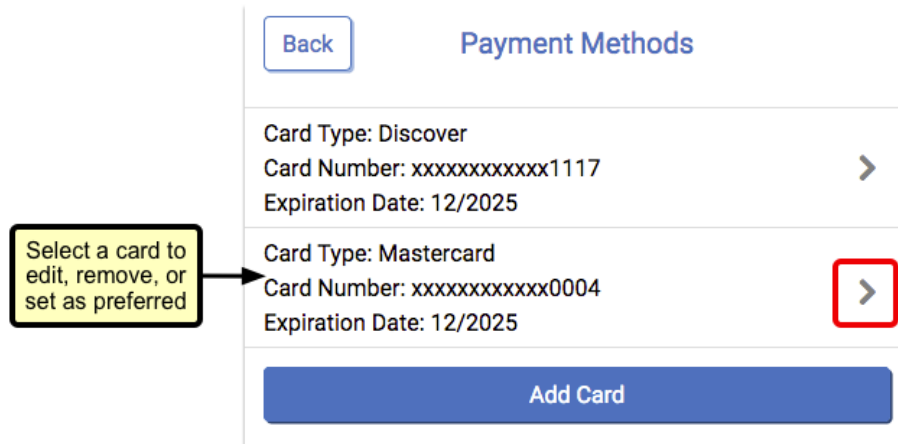 Back
Payment Methods
Card Type: Discover
Card Number: xxxxxxxxxxxx1117
Expiration Date: 12/2025
Select a card to
edit, remove, or
set as preferred
Card Type: Mastercard
Card Number: xxxxxxxxxxxx0004
Expiration Date: 12/2025
Add Card